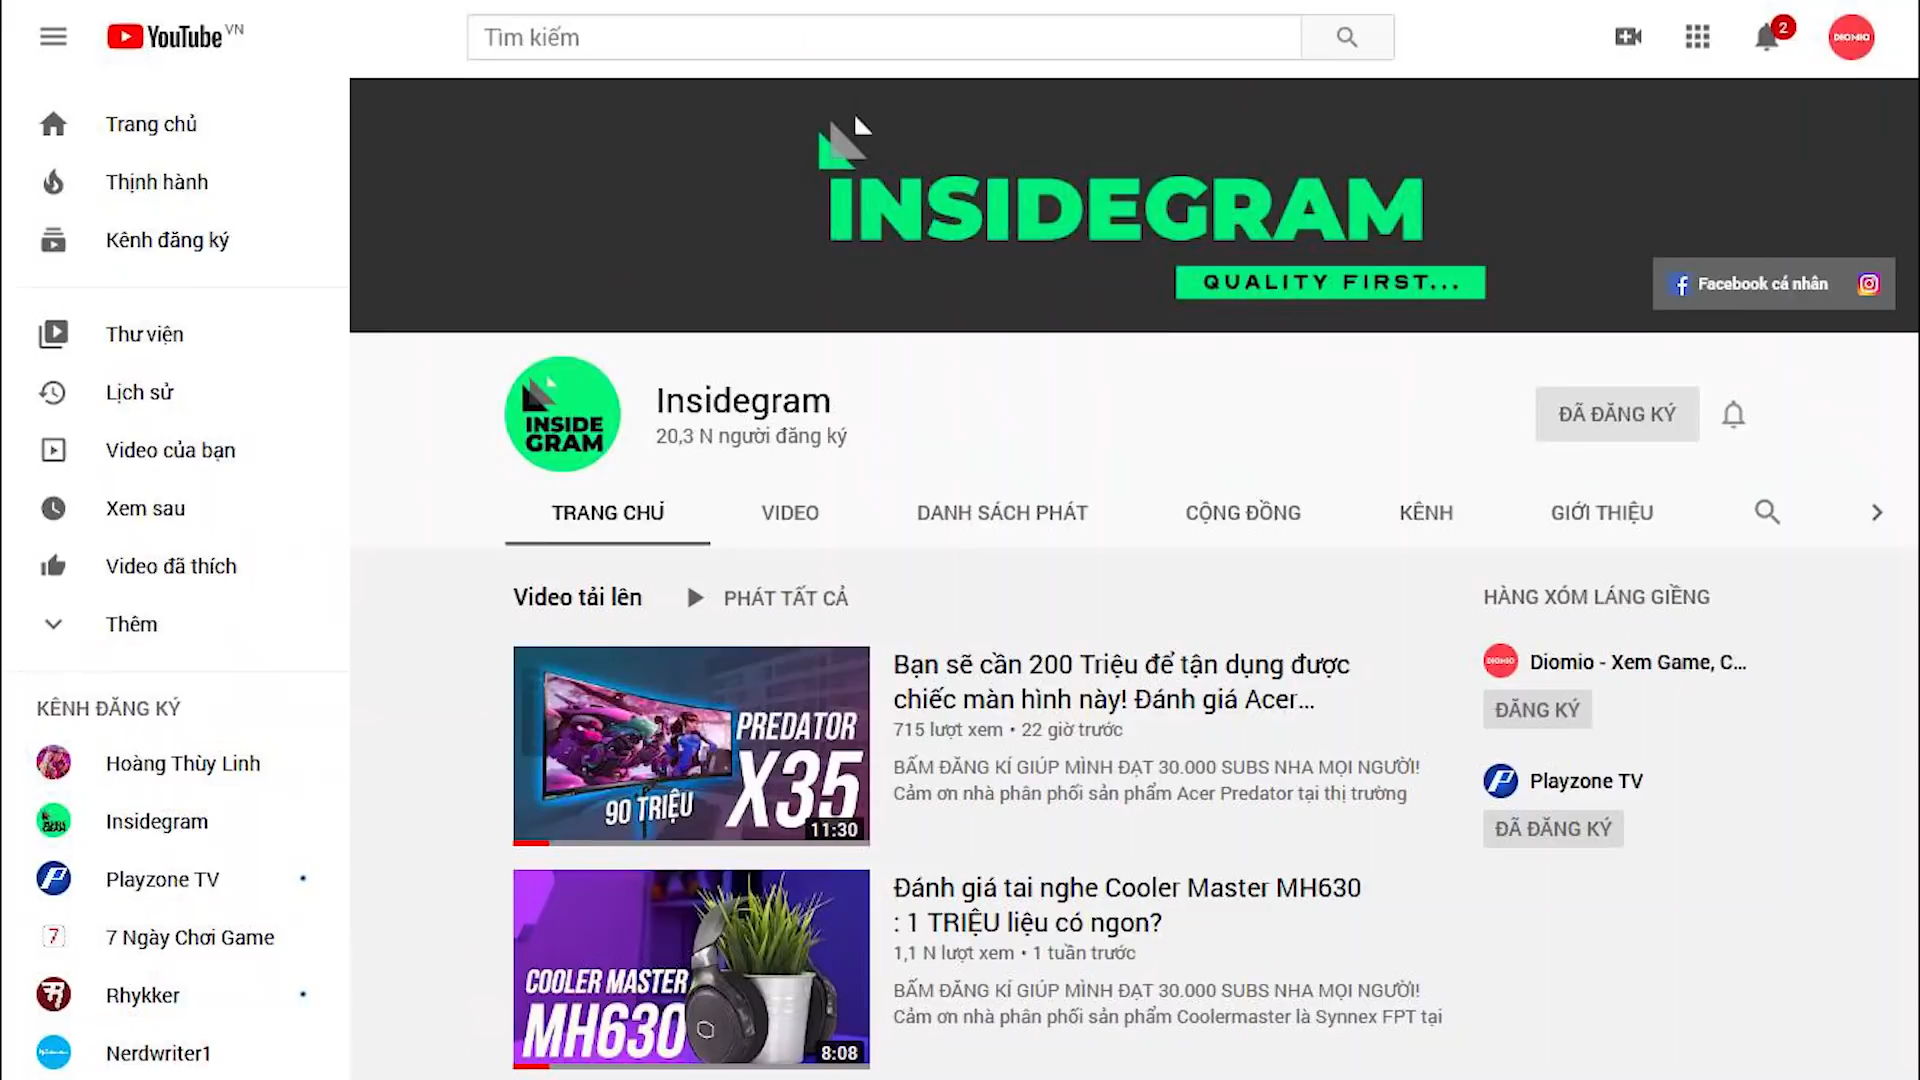 YouTube VN
Tìm kiếm
2
DIOMIO
Trang chủ
Thịnh hành
Kênh đăng ký
Thư viện
Lịch sử
Video của bạn
Xem sau
Video đã thích
Thêm
KÊNH ĐĂNG KÝ
Hoàng Thùy Linh
Insidegram
Playzone TV
7 Ngày Chơi Game
Rhykker
Nerdwriter1
INSIDEGRAM
QUALITY FIRST...
Facebook cá nhân
INSIDE
GRAM
Insidegram
20,3 N người đăng ký
ĐÃ ĐĂNG KÝ
TRANG CHỦ
VIDEO
DANH SÁCH PHÁT
CỘNG ĐỒNG
KÊNH
GIỚI THIỆU
Video tải lên
PHÁT TẤT CẢ
PREDATOR
X35
90 TRIỆU
11:30
Bạn sẽ cần 200 Triệu để tận dụng được
chiếc màn hình này! Đánh giá Acer...
715 lượt xem • 22 giờ trước
BẤM ĐĂNG KÍ GIÚP MÌNH ĐẠT 30.000 SUBS NHA MỌI NGƯỜI!
Cảm ơn nhà phân phối sản phẩm Acer Predator tại thị trường
COOLER MASTER
MH630
8:08
Đánh giá tai nghe Cooler Master MH630
: 1 TRIỆU liệu có ngon?
1,1 N lượt xem • 1 tuần trước
BẤM ĐĂNG KÍ GIÚP MÌNH ĐẠT 30.000 SUBS NHA MỌI NGƯỜI!
Cảm ơn nhà phân phối sản phẩm Coolermaster là Synnex FPT tại
HÀNG XÓM LÁNG GIỀNG
DIOMIO
Diomio - Xem Game, C...
ĐĂNG KÝ
Playzone TV
ĐÃ ĐĂNG KÝ